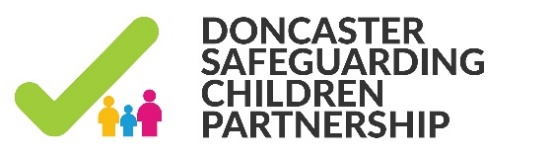 DONCASTER
SAFEGUARDING
CHILDREN
PARTNERSHIP